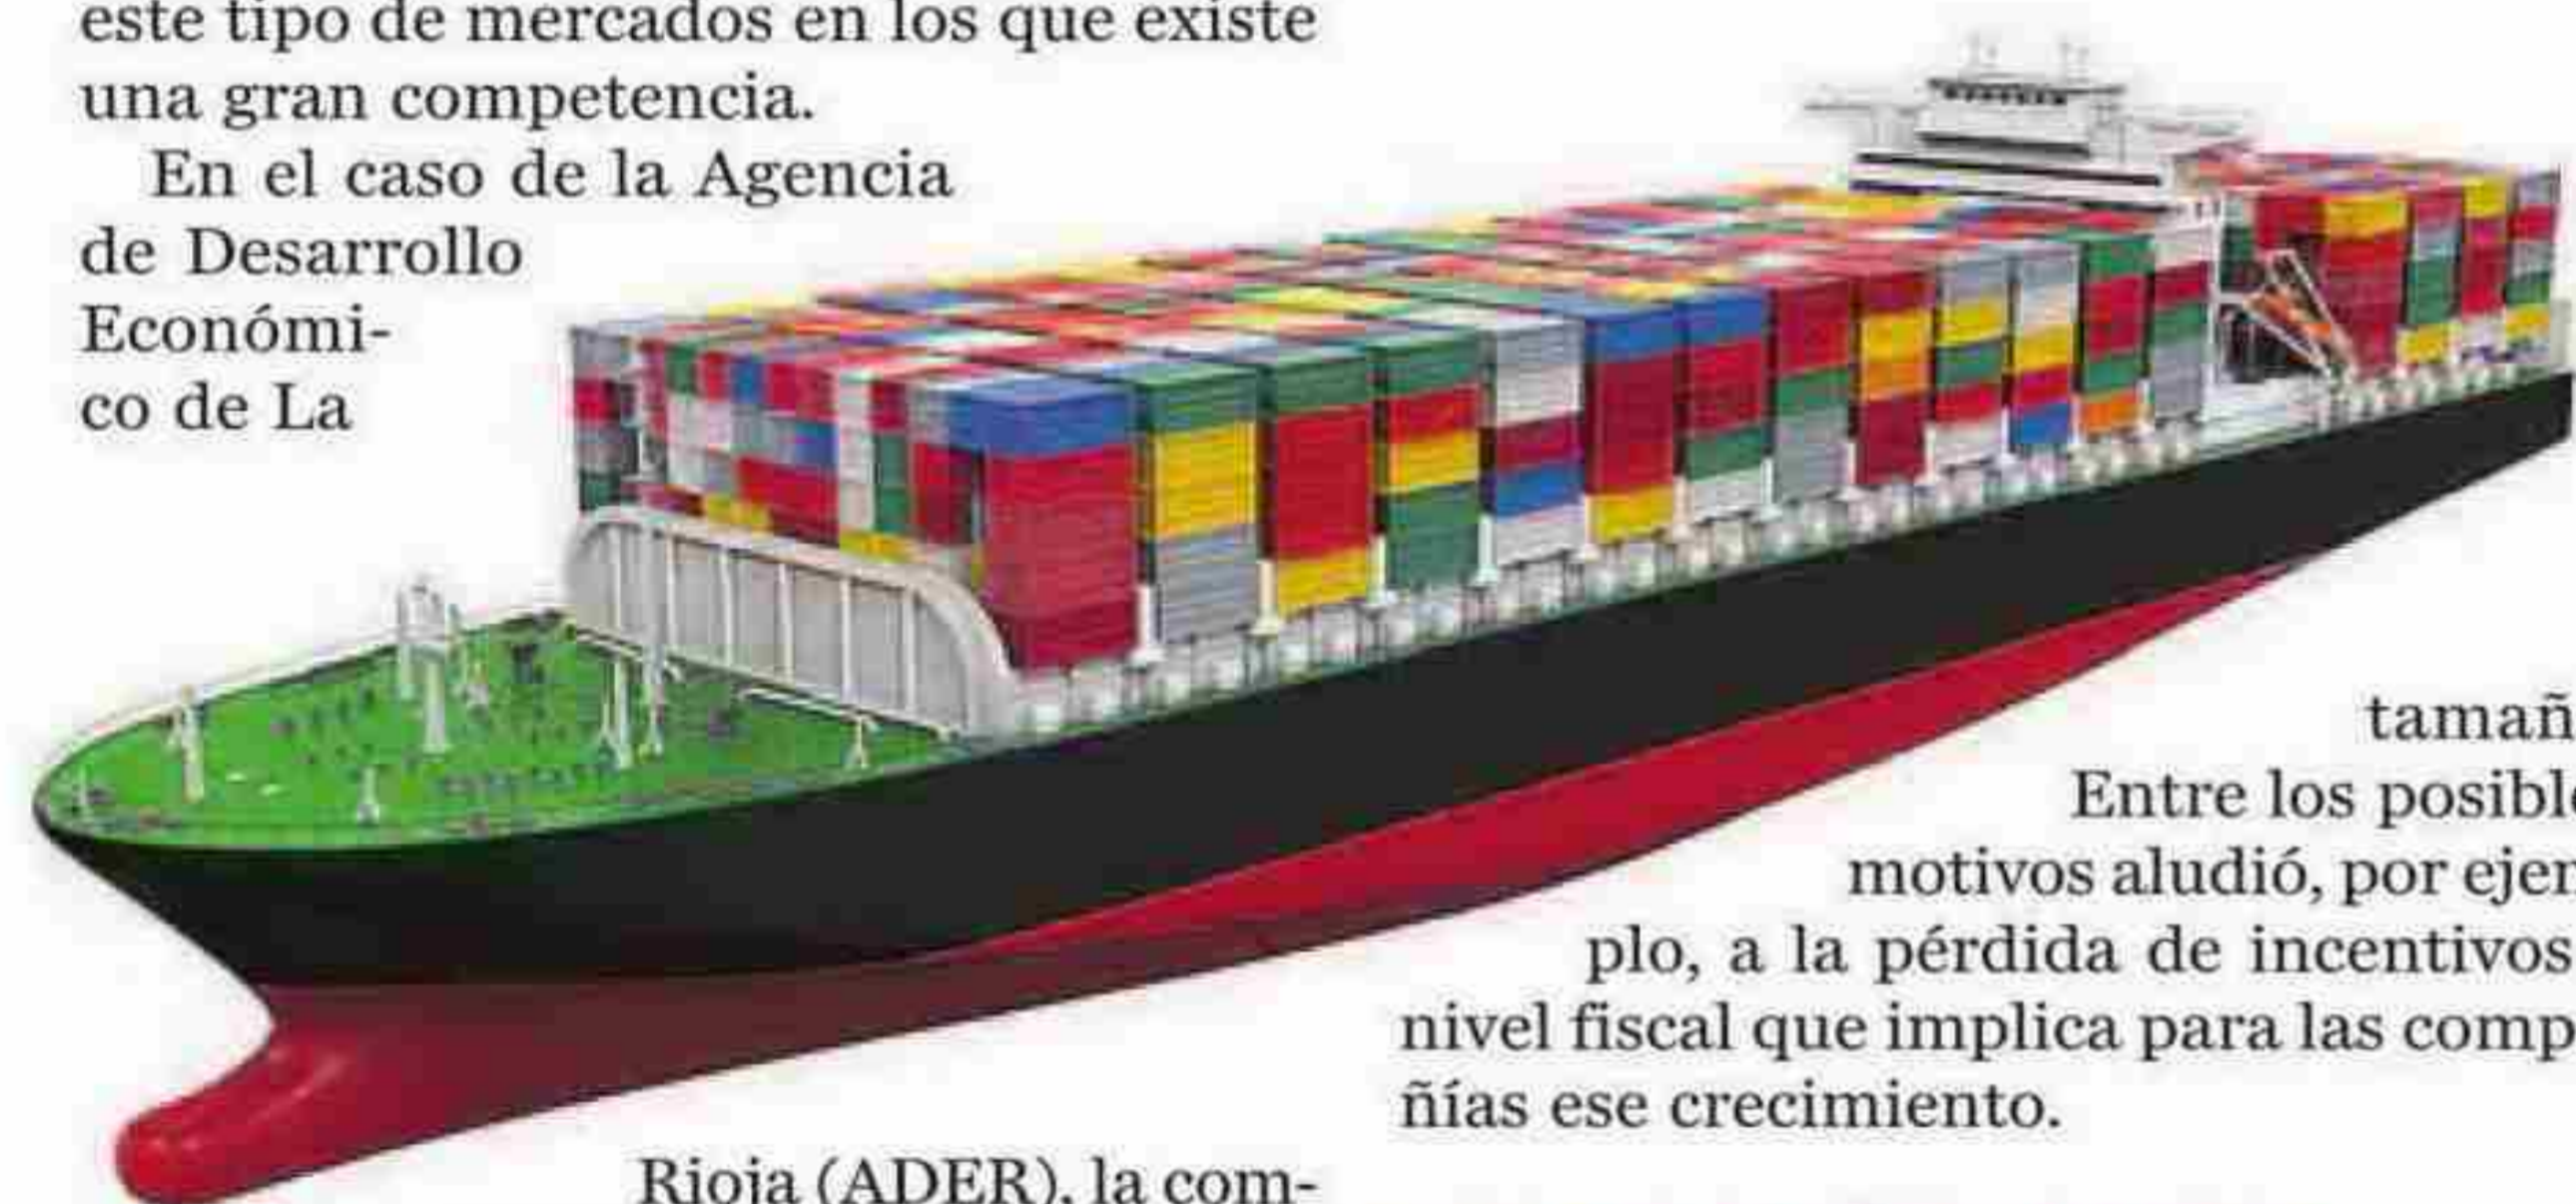 este tipo de mercados en los que existe
una gran competencia.
En el caso de la Agencia
de Desarrollo
Económi-
co de La
Rioja (ADER), la com-
tamañ
Entre los posibl
motivos aludió, por ejem
plo, a la pérdida de incentivos
nivel fiscal que implica para las comp
ñías ese crecimiento.